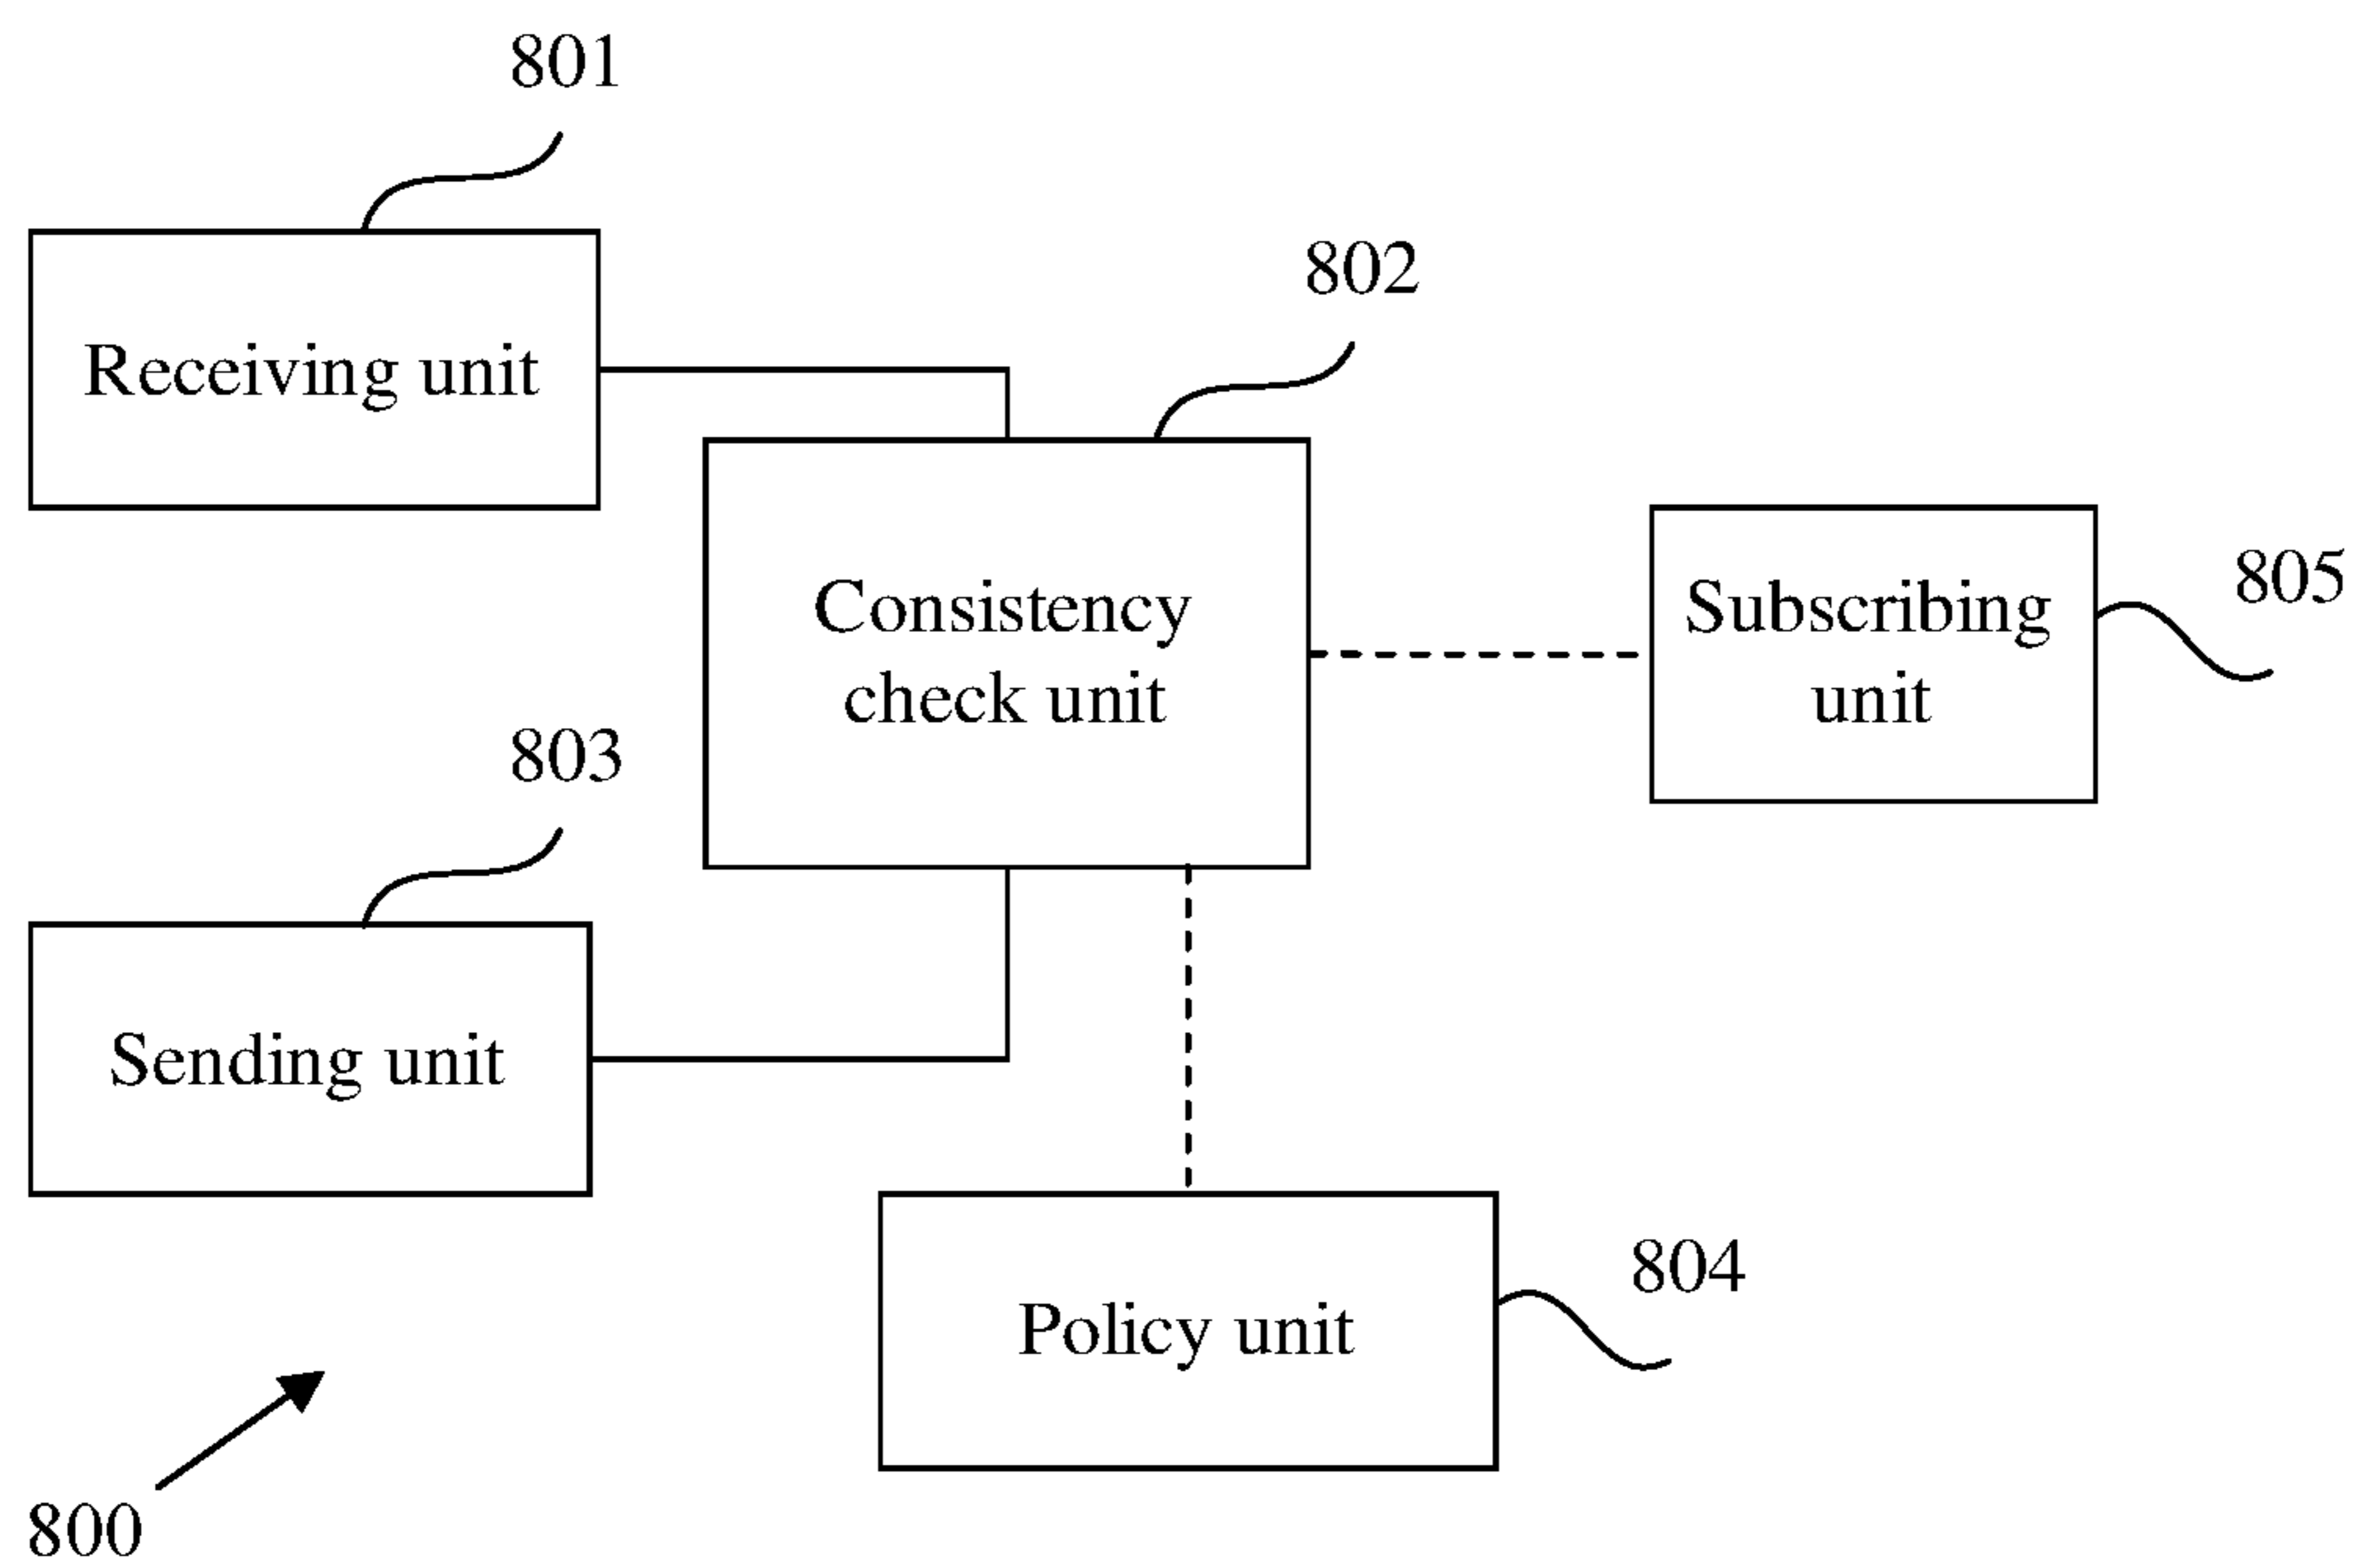 801
Receiving unit
802
Consistency
check unit
Subscribing
unit
805
803
Sending unit
Policy unit
804
800